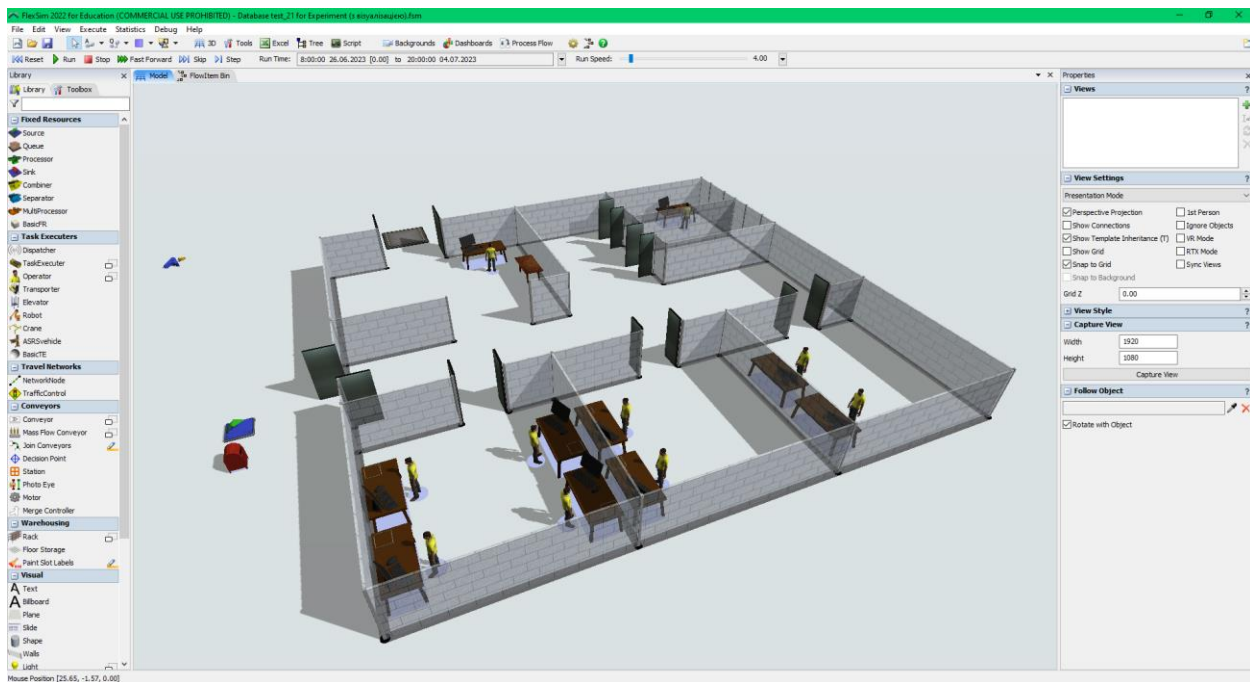 FlexSim 2022 for Education (COMMERCIAL USE PROHIBITED) - Database test_21 for Experiment (з візуалізацією).fsm
File Edit View Execute Statistics Debug Help
3D Tools Excel Tree Script Backgrounds Dashboards Process Flow
Reset Run Stop Fast Forward Skip Step Run Time: 8:00:00 26.06.2023 [0.00] to 20:00:00 04.07.2023 Run Speed: 4.00
Library
Library Toolbox
Fixed Resources
Source
Queue
Processor
Sink
Combiner
Separator
MultiProcessor
BasicFR
Task Executers
Dispatcher
TaskExecuter
Operator
Transporter
Elevator
Robot
Crane
ASRSvehicle
BasicTE
Travel Networks
NetworkNode
TrafficControl
Conveyors
Conveyor
Mass Flow Conveyor
Join Conveyors
Decision Point
Station
Photo Eye
Motor
Merge Controller
Warehousing
Rack
Floor Storage
Paint Slot Labels
Visual
Text
Billboard
Plane
Slide
Shape
Walls
Light
Mouse Position [25.65, -1.57, 0.00]
Model FlowItem Bin
Properties
Views
View Settings
Presentation Mode
Perspective Projection 1st Person
Show Connections Ignore Objects
Show Template Inheritance (T) VR Mode
Show Grid RTX Mode
Snap to Grid Sync Views
Snap to Background
Grid Z 0.00
View Style
Capture View
Width 1920
Height 1080
Capture View
Follow Object
Rotate with Object